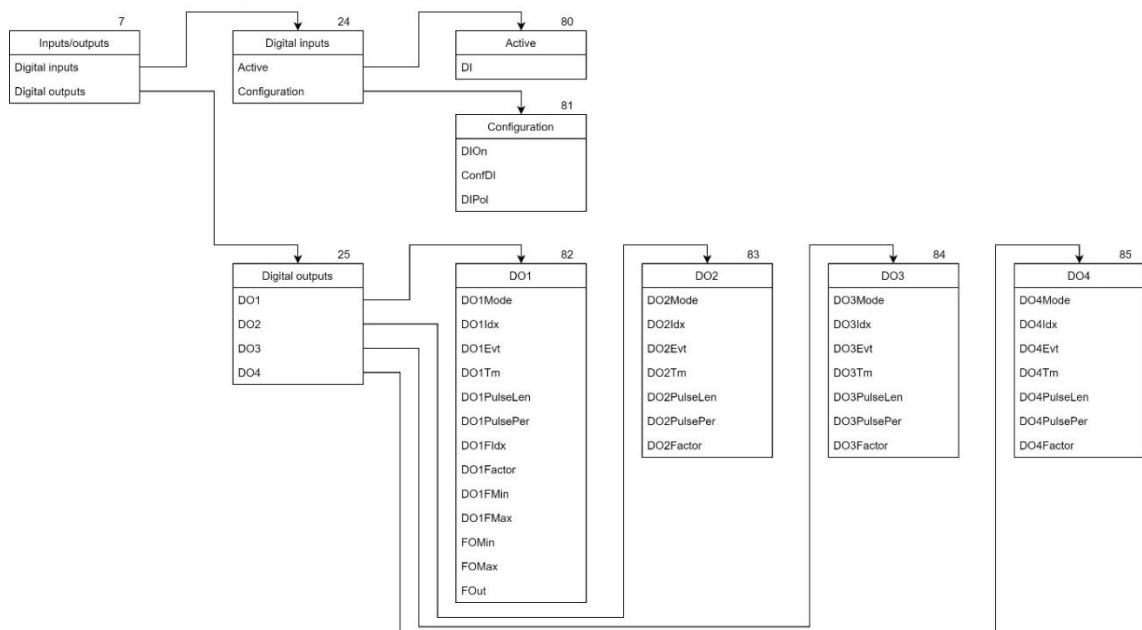 7
Inputs/outputs
Digital inputs
Digital outputs
24
Digital inputs
Active
Configuration
80
Active
DI
81
Configuration
DIOn
ConfDI
DIPol
25
Digital outputs
DO1
DO2
DO3
DO4
82
DO1
DO1Mode
DO1Idx
DO1Evt
DO1Tm
DO1PulseLen
DO1PulsePer
DO1FIdx
DO1Factor
DO1FMin
DO1FMax
FOMin
FOMax
FOut
83
DO2
DO2Mode
DO2Idx
DO2Evt
DO2Tm
DO2PulseLen
DO2PulsePer
DO2Factor
84
DO3
DO3Mode
DO3Idx
DO3Evt
DO3Tm
DO3PulseLen
DO3PulsePer
DO3Factor
85
DO4
DO4Mode
DO4Idx
DO4Evt
DO4Tm
DO4PulseLen
DO4PulsePer
DO4Factor